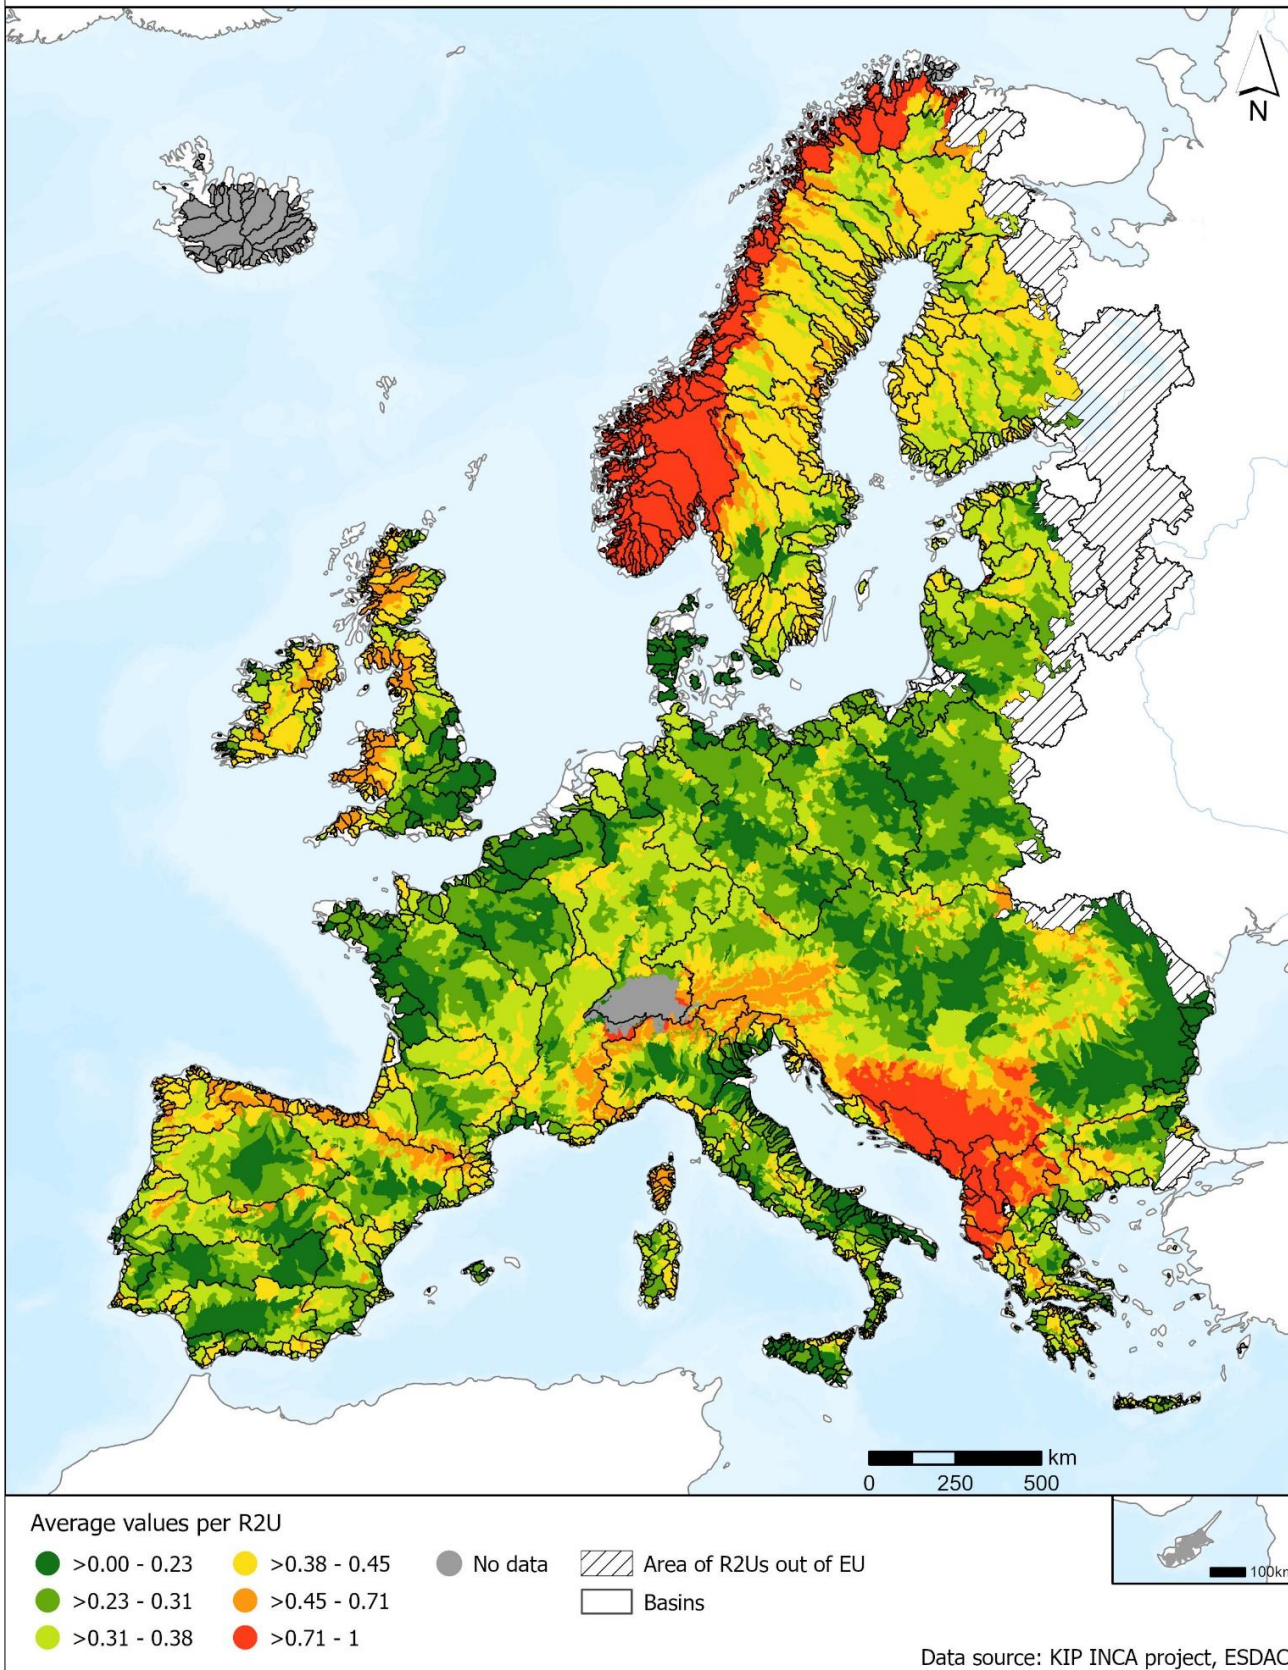 N
km
0 250 500
Average values per R2U
>0.00 - 0.23
>0.23 - 0.31
>0.31 - 0.38
>0.38 - 0.45
>0.45 - 0.71
>0.71 - 1
No data
Area of R2Us out of EU
Basins
100km
Data source: KIP INCA project, ESDAC